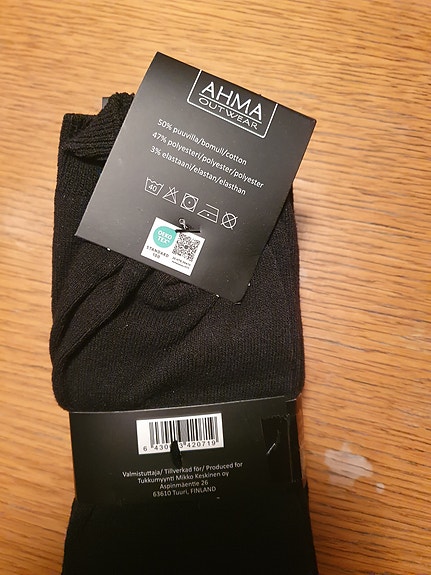 AHMA
OUTWEAR
50% puuvilla/bomull/cotton
47% polyesteri/polyester/polyester
3% elastaani/elastan/elasthan
40
OEKO
TEX
STANDARD
100
Valmistuttaja/ Tillverkad för/ Produced for
Tukkumyynti Mikko Keskinen oy
Aspinmäentie 26
63610 Tuuri, FINLAND